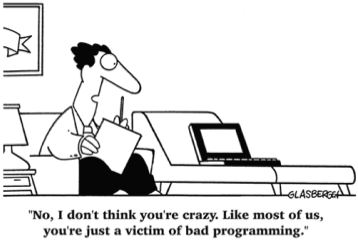 GLASBERGEN
"No, I don't think you're crazy. Like most of us,
you're just a victim of bad programming."